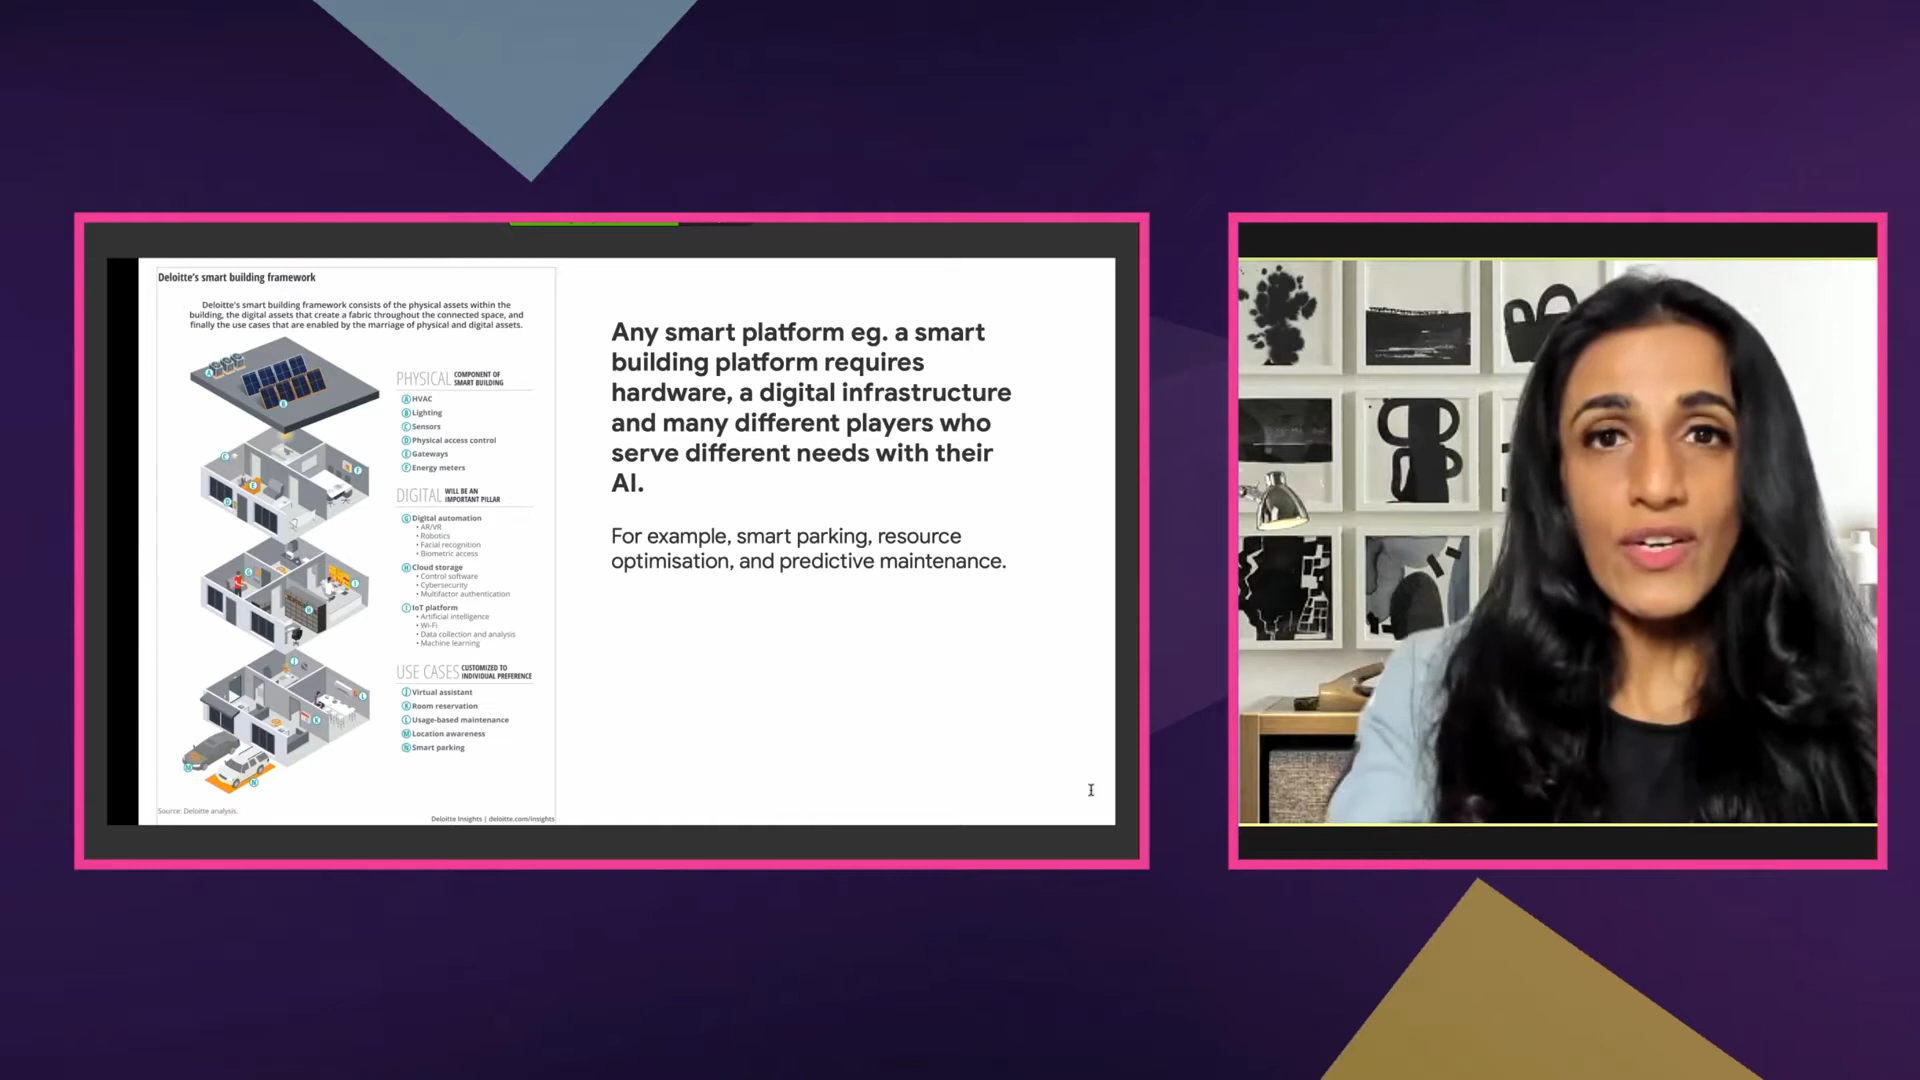 Deloitte's smart building framework
Deloitte's smart building framework consists of the physical assets within the
building, the digital assets that create a fabric throughout the connected space, and
finally the use cases that are enabled by the marriage of physical and digital assets.
PHYSICAL COMPONENT OF
SMART BUILDING
A HVAC
B Lighting
C Sensors
D Physical access control
E Gateways
F Energy meters
DIGITAL WILL BE AN
IMPORTANT PILLAR
G Digital automation
• AR/VR
• Robotics
• Facial recognition
• Biometric access
H Cloud storage
• Control software
• Cybersecurity
• Multifactor authentication
I IoT platform
• Artificial intelligence
• Wi-Fi
• Data collection and analysis
• Machine learning
USE CASES CUSTOMIZED TO
INDIVIDUAL PREFERENCE
J Virtual assistant
K Room reservation
L Usage-based maintenance
M Location awareness
N Smart parking
Source: Deloitte analysis.
Deloitte Insights | deloitte.com/insights
Any smart platform eg. a smart
building platform requires
hardware, a digital infrastructure
and many different players who
serve different needs with their
AI.
For example, smart parking, resource
optimisation, and predictive maintenance.